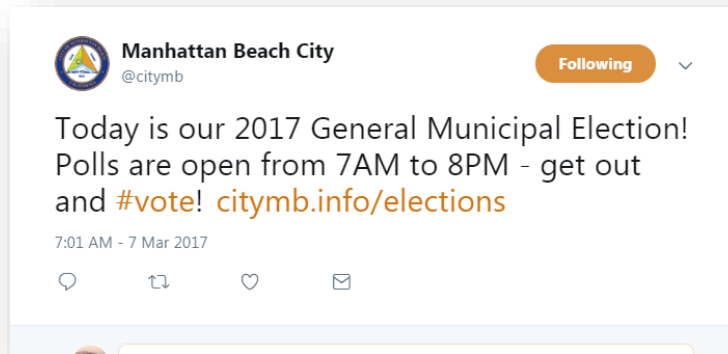 Manhattan Beach City
@citymb
Following
Today is our 2017 General Municipal Election!
Polls are open from 7AM to 8PM - get out
and #vote! citymb.info/elections
7:01 AM - 7 Mar 2017